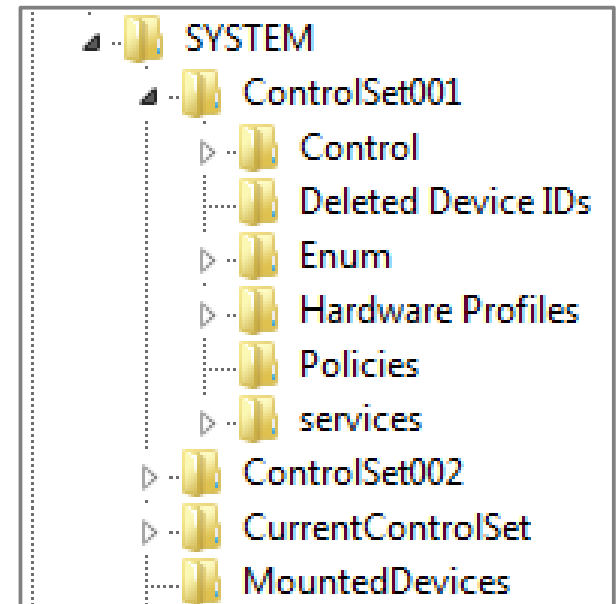 SYSTEM
ControlSet001
Control
Deleted Device IDs
Enum
Hardware Profiles
Policies
services
ControlSet002
CurrentControlSet
MountedDevices